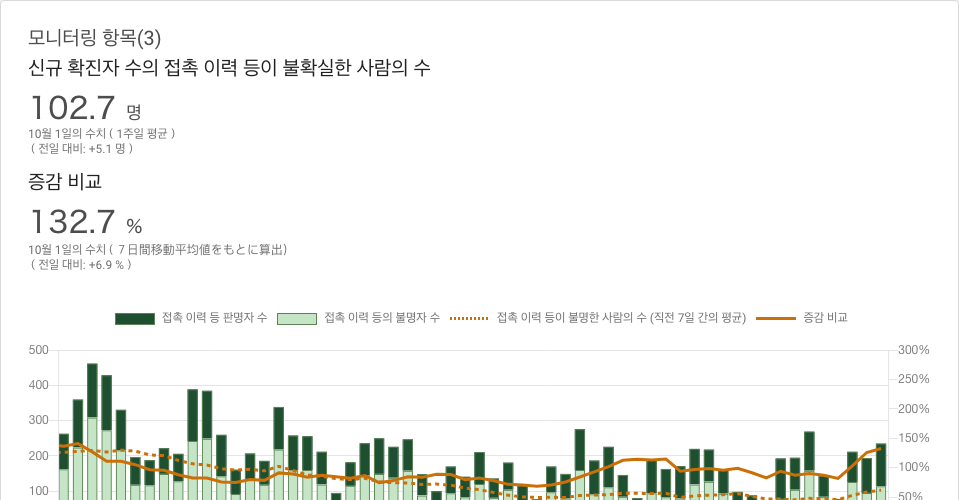 모니터링 항목(3)
신규 확진자 수의 접촉 이력 등이 불확실한 사람의 수
102.7 명
10월 1일의 수치 ( 1주일 평균 )
( 전일 대비: +5.1 명 )
증감 비교
132.7 %
10월 1일의 수치 ( 7日間移動平均値をもとに算出)
( 전일 대비: +6.9 % )
접촉 이력 등 판명자 수 접촉 이력 등의 불명자 수 접촉 이력 등이 불명한 사람의 수 (직전 7일 간의 평균) 증감 비교
500 300%
250%
400
200%
300
150%
200
100%
100
50%